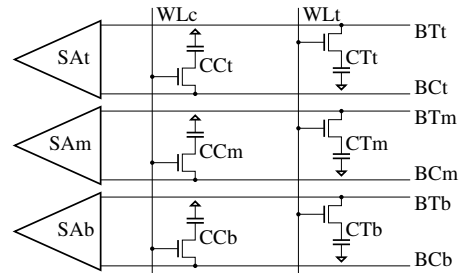 WLc WLt
BTt
SAt CCt CTt
BCt
BTm
SAm CCm CTm
BCm
BTb
SAb CCb CTb
BCb